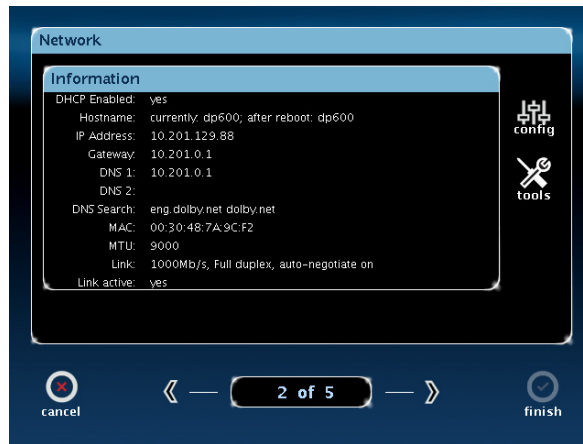 Network
Information
DHCP Enabled: yes
Hostname: currently: dp600; after reboot: dp600
IP Address: 10.201.129.88
Gateway: 10.201.0.1
DNS 1: 10.201.0.1
DNS 2:
DNS Search: eng.dolby.net dolby.net
MAC: 00:30:48:7A:9C:F2
MTU: 9000
Link: 1000Mb/s, Full duplex, auto-negotiate on
Link active: yes
config
tools
2 of 5
cancel
finish